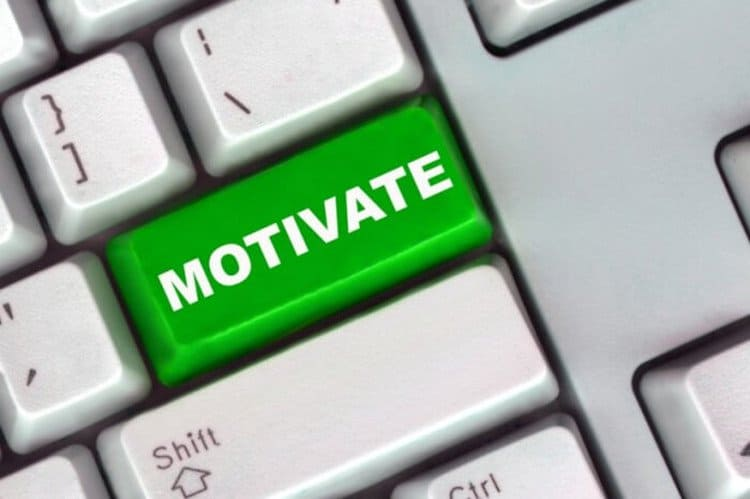 ¦
\
}
]
MOTIVATE
"
'
Shift
Ctrl